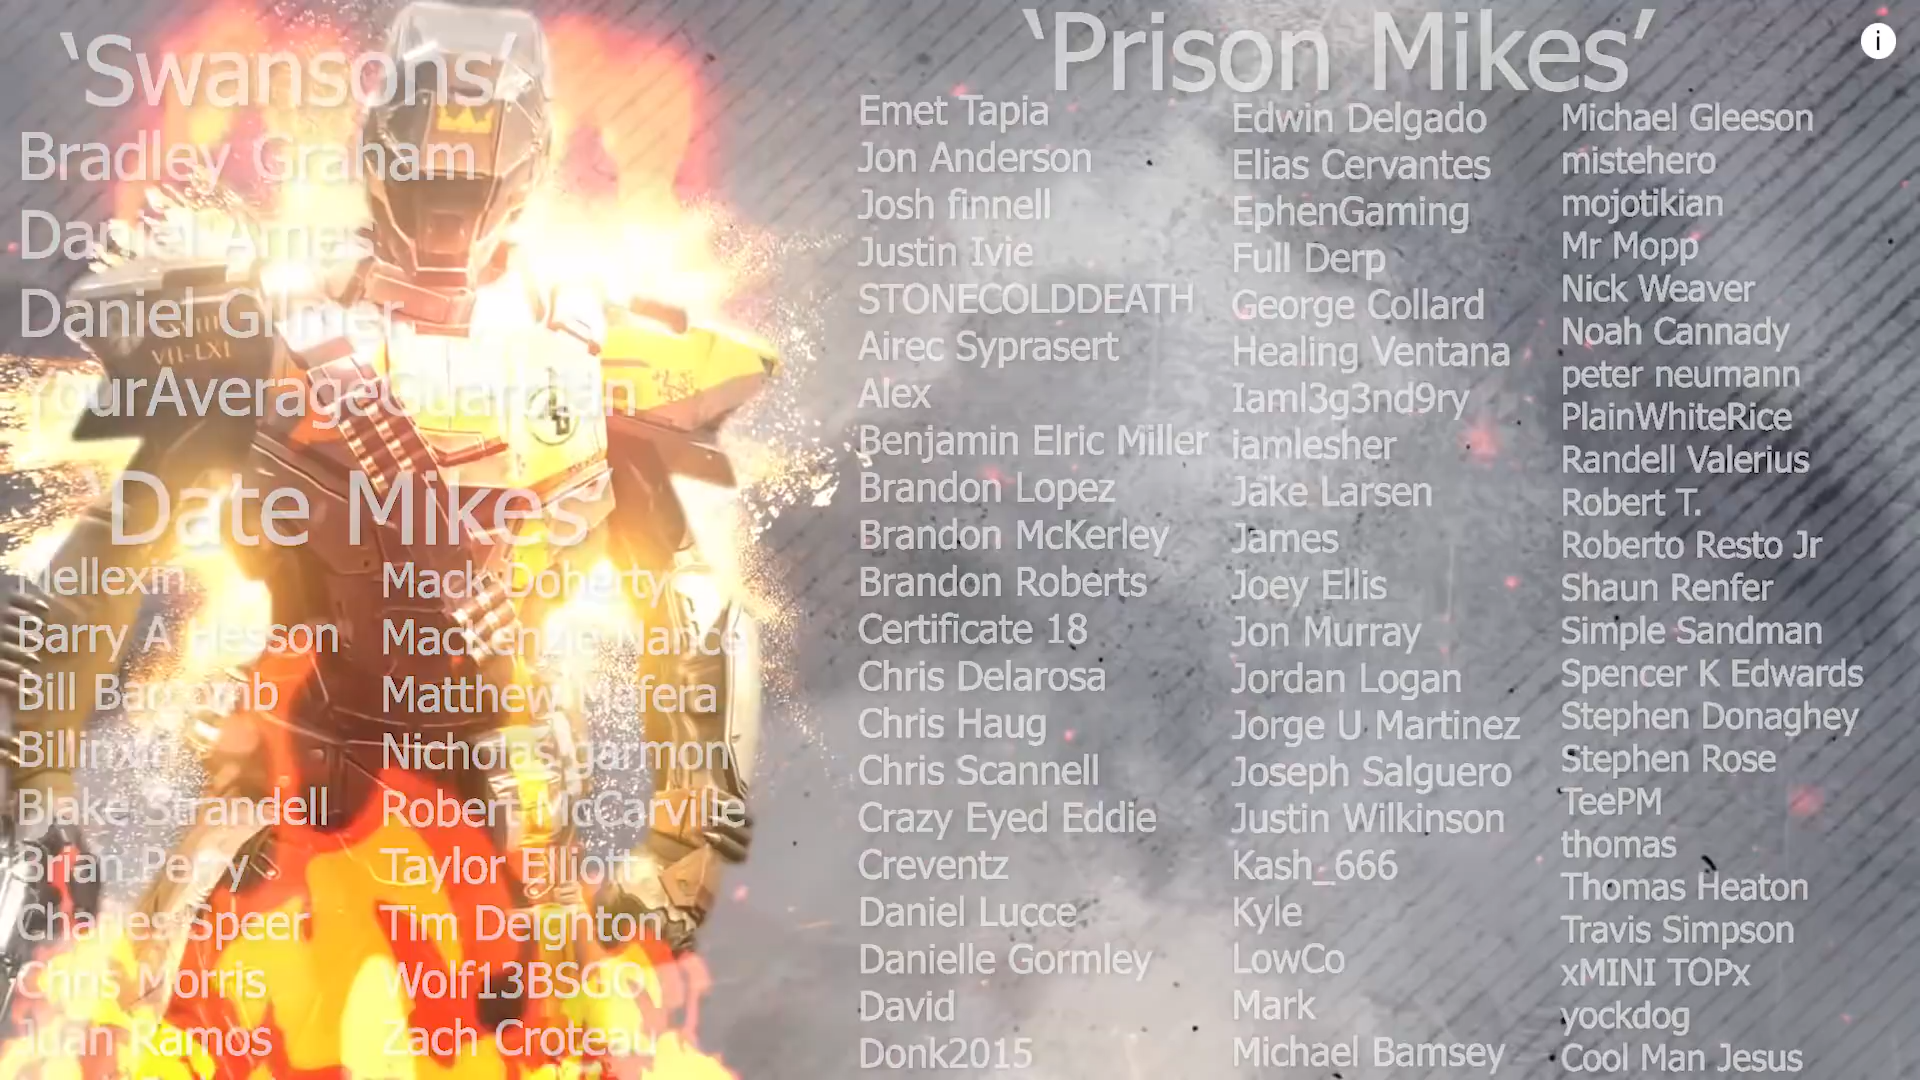 ‘Swansons’
Bradley Graham
Daniel Ames
Daniel Gilmer
YourAverageGuardian
VII-LXI
‘Date Mikes’
Mellexin
Barry A
Bill
Blake Strandell
Brian Perry
Charles Speer
Chris Morris
Juan Ramos
Mack Doherty
Mackenzie Nance
Matthew Mafera
Nicholas garmon
Robert McCarville
Taylor Elliott
Tim Deighton
Wolf13BSGO
Zach Croteau
‘Prison Mikes’
Emet Tapia
Jon Anderson
Josh finnell
Justin Ivie
STONECOLDDEATH
Airec Syprasert
Alex
Benjamin Elric Miller
Brandon Lopez
Brandon McKerley
Brandon Roberts
Certificate 18
Chris Delarosa
Chris Haug
Chris Scannell
Crazy Eyed Eddie
Creventz
Daniel Lucce
Danielle Gormley
David
Donk2015
Edwin Delgado
Elias Cervantes
EphenGaming
Full Derp
George Collard
Healing Ventana
Iaml3g3nd9ry
iamlesher
Jake Larsen
James
Joey Ellis
Jon Murray
Jordan Logan
Jorge U Martinez
Joseph Salguero
Justin Wilkinson
Kash_666
Kyle
LowCo
Mark
Michael Bamsey
Michael Gleeson
mistehero
mojotikian
Mr Mopp
Nick Weaver
Noah Cannady
peter neumann
PlainWhiteRice
Randell Valerius
Robert T.
Roberto Resto Jr
Shaun Renfer
Simple Sandman
Spencer K Edwards
Stephen Donaghey
Stephen Rose
TeePM
thomas
Thomas Heaton
Travis Simpson
xMINI TOPx
yockdog
Cool Man Jesus
i